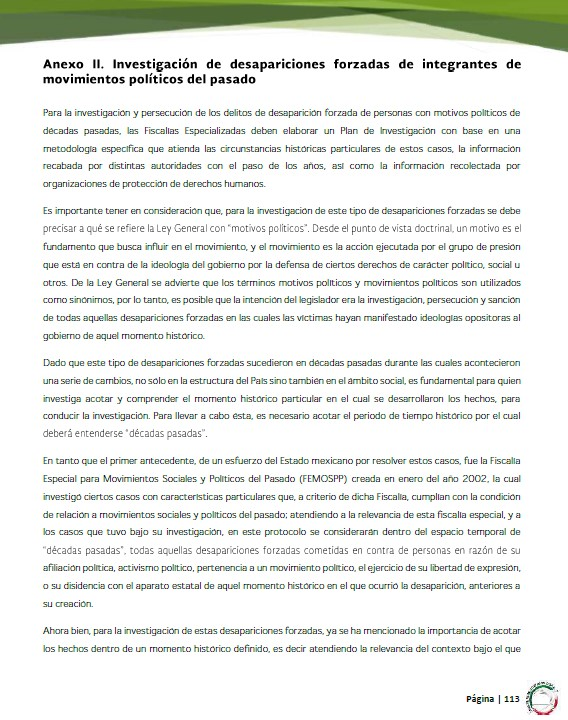 Anexo II. Investigación de desapariciones forzadas de integrantes de
movimientos políticos del pasado
Para la investigación y persecución de los delitos de desaparición forzada de personas con motivos políticos de
décadas pasadas, las Fiscalías Especializadas deben elaborar un Plan de Investigación con base en una
metodología específica que atienda las circunstancias históricas particulares de estos casos, la información
recabada por distintas autoridades con el paso de los años, así como la información recolectada por
organizaciones de protección de derechos humanos.
Es importante tener en consideración que, para la investigación de este tipo de desapariciones forzadas se debe
precisar a qué se refiere la Ley General con "motivos políticos". Desde el punto de vista doctrinal, un motivo es el
fundamento que busca influir en el movimiento, y el movimiento es la acción ejecutada por el grupo de presión
que está en contra de la ideología del gobierno por la defensa de ciertos derechos de carácter político, social u
otros. De la Ley General se advierte que los términos motivos políticos y movimientos políticos son utilizados
como sinónimos, por lo tanto, es posible que la intención del legislador era la investigación, persecución y sanción
de todas aquellas desapariciones forzadas en las cuales las víctimas hayan manifestado ideologías opositoras al
gobierno de aquel momento histórico.
Dado que este tipo de desapariciones forzadas sucedieron en décadas pasadas durante las cuales acontecieron
una serie de cambios, no sólo en la estructura del País sino también en el ámbito social, es fundamental para quien
investiga acotar y comprender el momento histórico particular en el cual se desarrollaron los hechos, para
conducir la investigación. Para llevar a cabo ésta, es necesario acotar el periodo de tiempo histórico por el cual
deberá entenderse "décadas pasadas".
En tanto que el primer antecedente, de un esfuerzo del Estado mexicano por resolver estos casos, fue la Fiscalía
Especial para Movimientos Sociales y Políticos del Pasado (FEMOSPP) creada en enero del año 2002, la cual
investigó ciertos casos con características particulares que, a criterio de dicha Fiscalía, cumplían con la condición
de relación a movimientos sociales y políticos del pasado; atendiendo a la relevancia de esta fiscalía especial, y a
los casos que tuvo bajo su investigación, en este protocolo se considerarán dentro del espacio temporal de
"décadas pasadas", todas aquellas desapariciones forzadas cometidas en contra de personas en razón de su
afiliación política, activismo político, pertenencia a un movimiento político, el ejercicio de su libertad de expresión,
o su disidencia con el aparato estatal de aquel momento histórico en el que ocurrió la desaparición, anteriores a
su creación.
Ahora bien, para la investigación de estas desapariciones forzadas, ya se ha mencionado la importancia de acotar
los hechos dentro de un momento histórico definido, es decir atendiendo la relevancia del contexto bajo el que
Página | 113